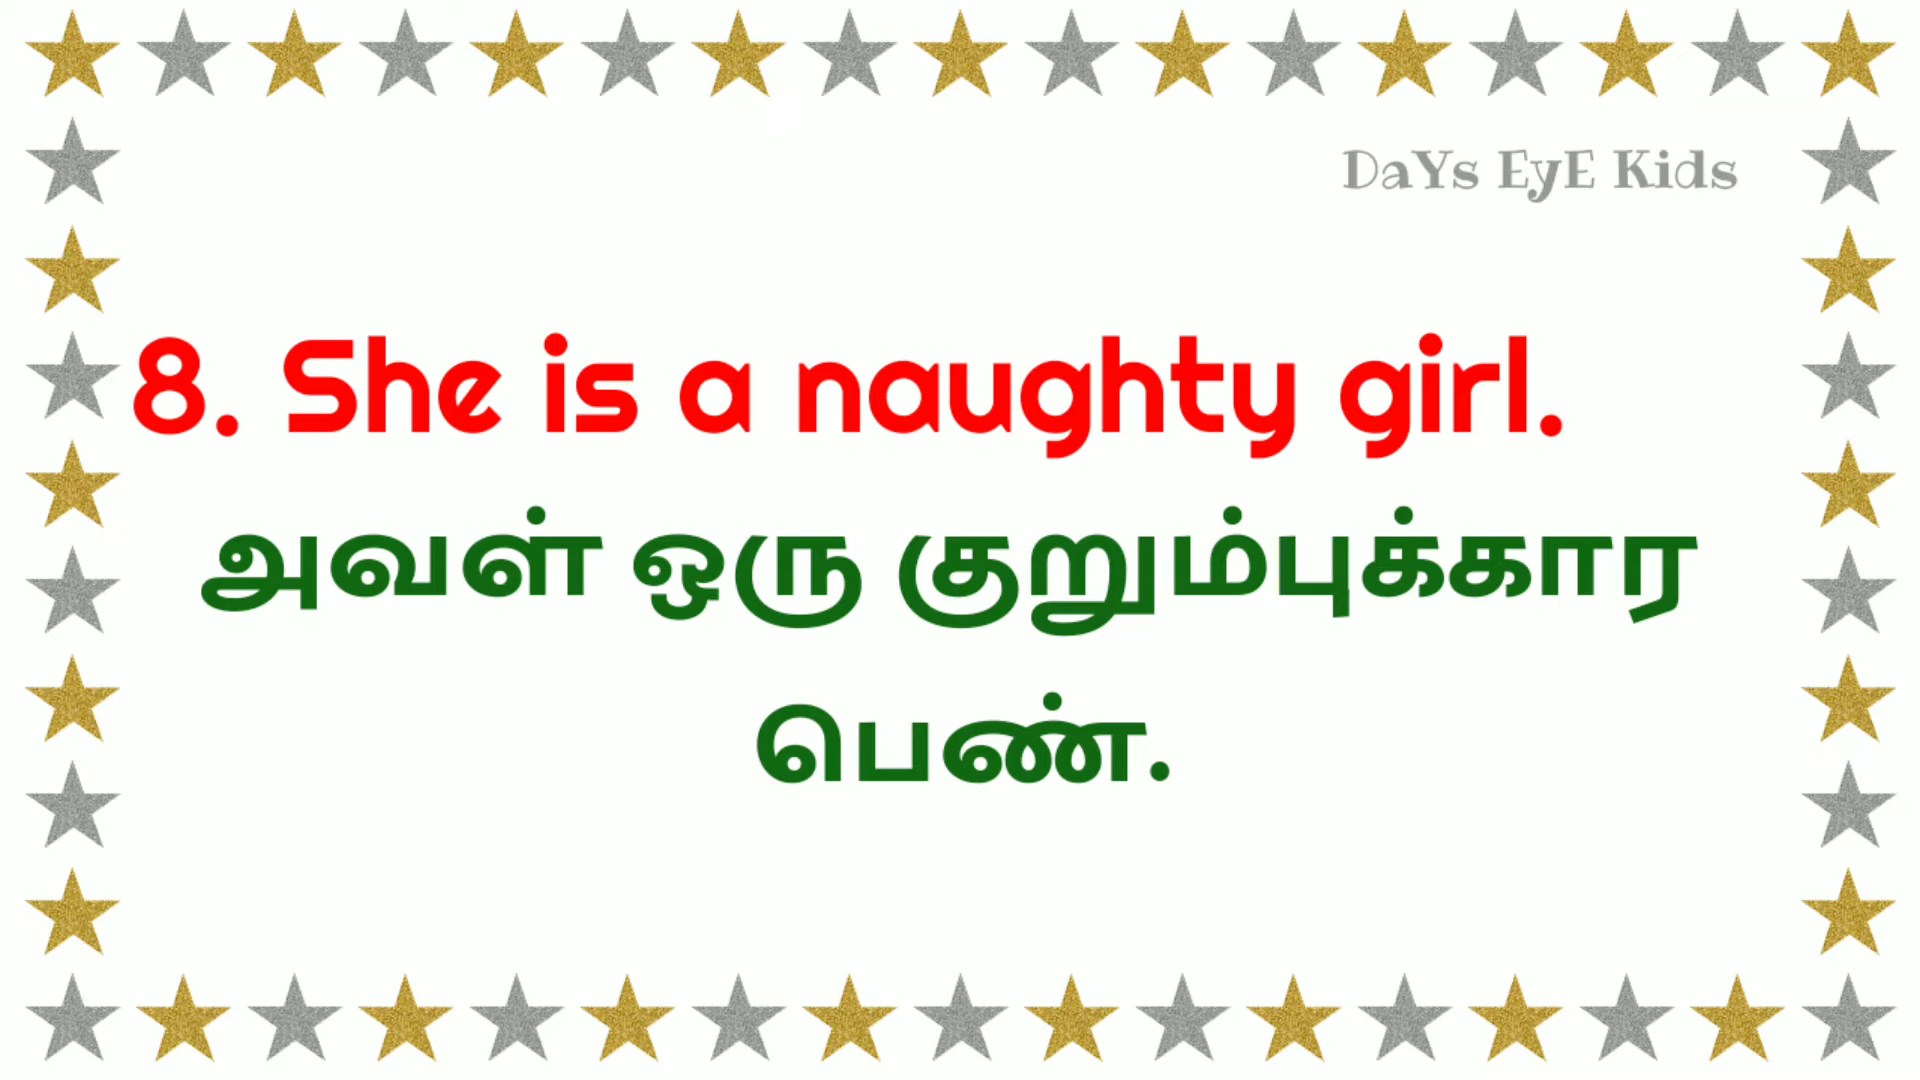 DaYs EyE Kids
8. She is a naughty girl.
அவள் ஒரு குறும்புக்கார
பெண்.